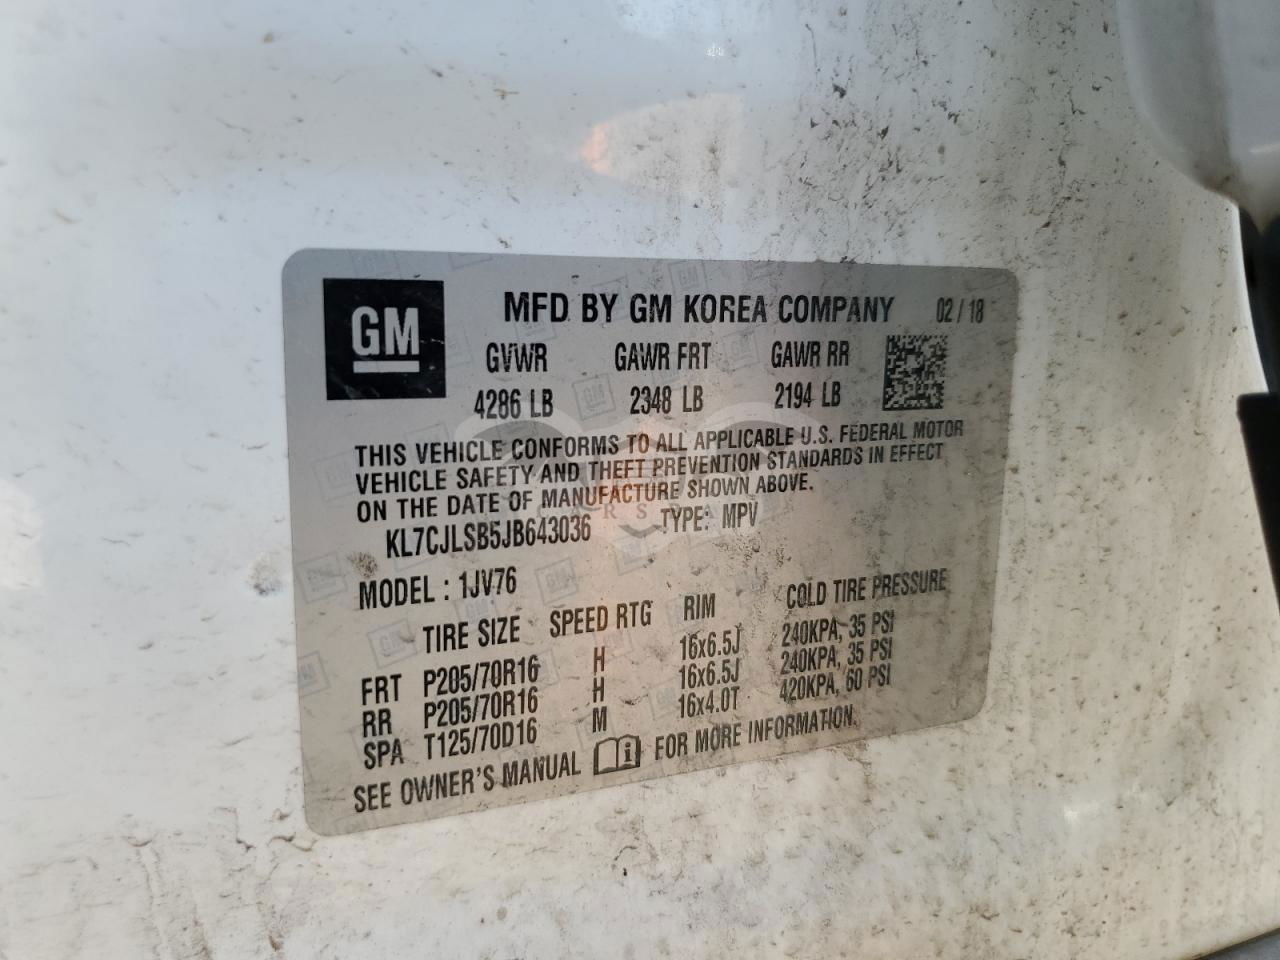 GM
MFD BY GM KOREA COMPANY 02/18
GVWR GAWR FRT GAWR RR
4286 LB 2348 LB 2194 LB
THIS VEHICLE CONFORMS TO ALL APPLICABLE U.S. FEDERAL MOTOR
VEHICLE SAFETY AND THEFT PREVENTION STANDARDS IN EFFECT
ON THE DATE OF MANUFACTURE SHOWN ABOVE.
KL7CJLSB5JB643036 TYPE: MPV
MODEL : 1JV76
TIRE SIZE SPEED RTG RIM COLD TIRE PRESSURE
FRT P205/70R16 H 16x6.5J 240KPA, 35 PSI
RR P205/70R16 H 16x6.5J 240KPA, 35 PSI
SPA T125/70D16 M 16x4.0T 420KPA, 60 PSI
SEE OWNER'S MANUAL FOR MORE INFORMATION.